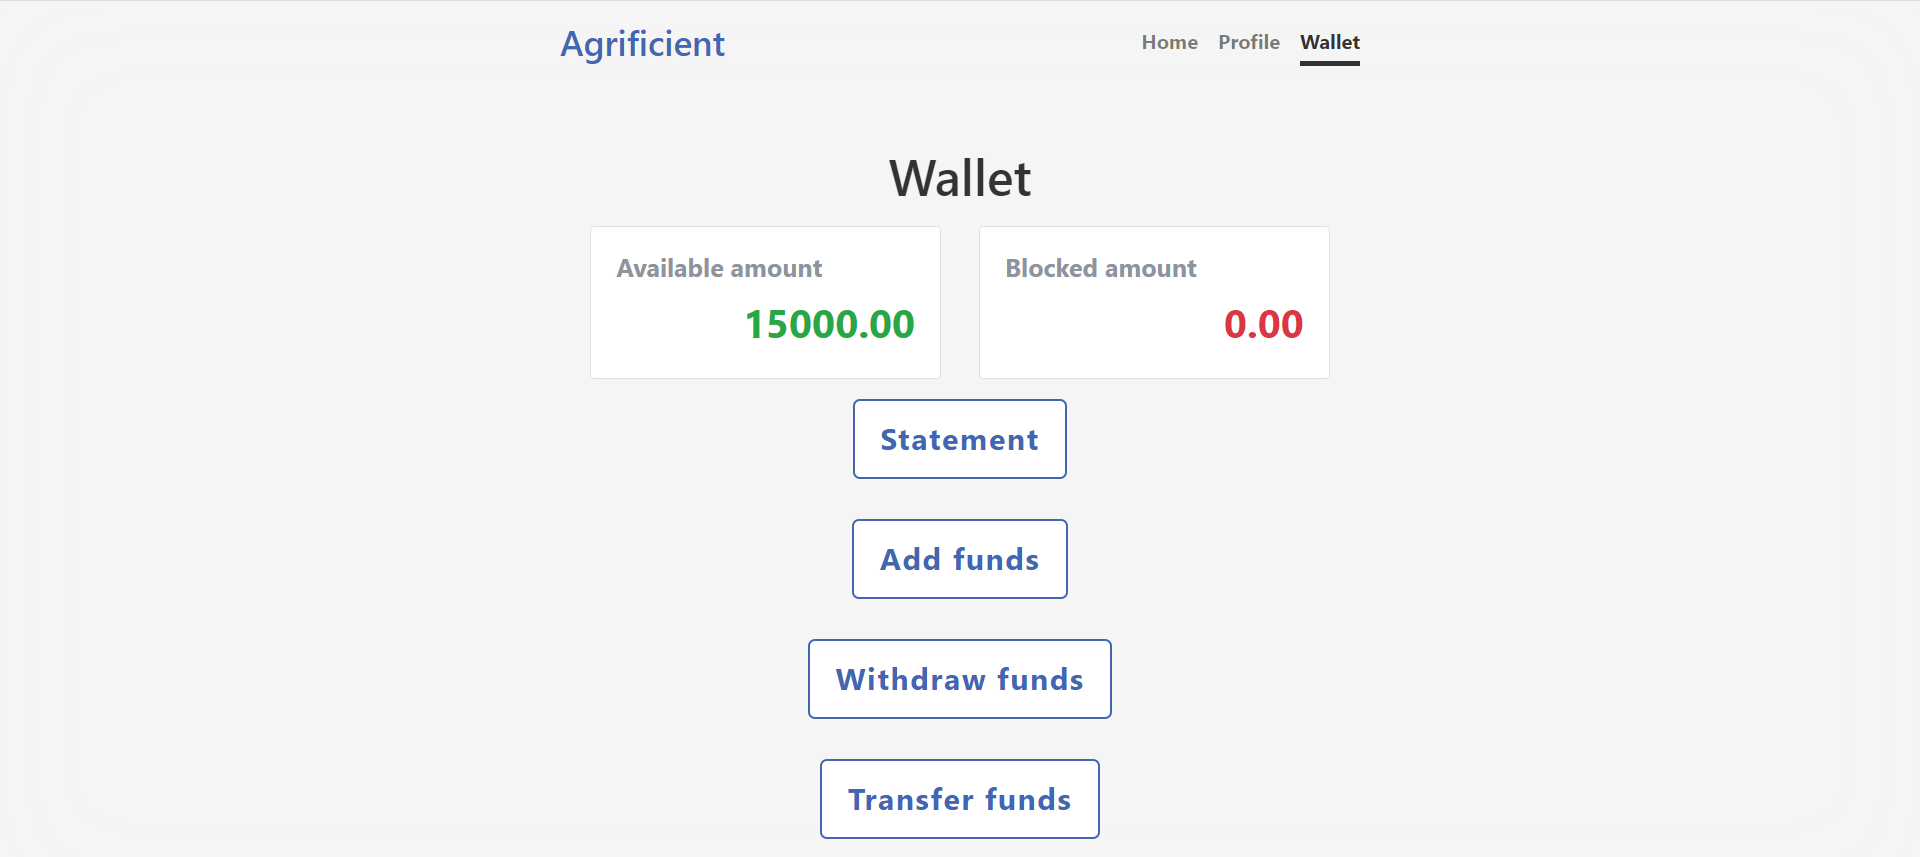 Agrificient
Home Profile Wallet
Wallet
Available amount
15000.00
Blocked amount
0.00
Statement
Add funds
Withdraw funds
Transfer funds